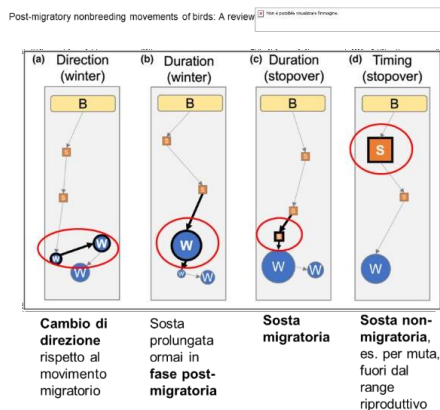 Post-migratory nonbreeding movements of birds: A review
(a) Direction (winter)
(b) Duration (winter)
(c) Duration (stopover)
(d) Timing (stopover)
B
B
B
B
S
S
W
W
W
S
S
W
W
W
S
S
S
W
W
S
S
W
Cambio di
direzione
rispetto al
movimento
migratorio
Sosta
prolungata
ormai in
fase post-
migratoria
Sosta
migratoria
Sosta non-
migratoria,
es. per muta,
fuori dal
range
riproduttivo